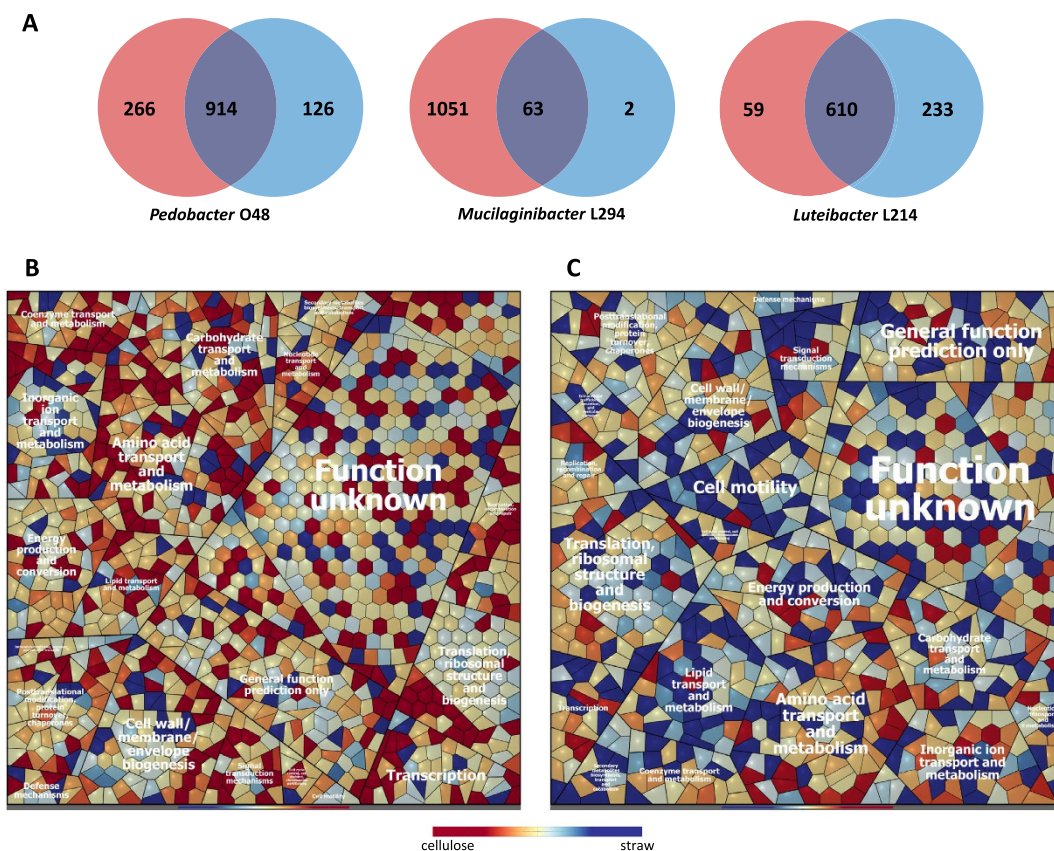 A
266
914
126
1051
63
2
59
610
233
Pedobacter O48
Mucilaginibacter L294
Luteibacter L214
B
Coenzyme transport
and metabolism
Carbohydrate
transport
and
metabolism
Nucleotide
transport
and
metabolism
Inorganic
ion
transport
and
metabolism
Amino acid
transport
and
metabolism
Function
unknown
Energy
production
and
conversion
Lipid transport
and metabolism
Translation,
ribosomal
structure
and
biogenesis
General function
prediction only
Posttranslational
modification,
protein
turnover,
chaperones
Cell wall/
membrane/
envelope
biogenesis
Signal
transduction
mechanisms
Transcription
Defense
mechanisms
Cell motility
C
Defense mechanisms
Posttranslational
modification,
protein
turnover,
chaperones
Signal
transduction
mechanisms
General function
prediction only
Cell wall/
membrane/
envelope
biogenesis
Replication,
recombination
and repair
Cell motility
Function
unknown
Translation,
ribosomal
structure
and
biogenesis
Energy production
and conversion
Carbohydrate
transport
and
metabolism
Lipid
transport
and
metabolism
Transcription
Amino acid
transport
and
metabolism
Inorganic ion
transport and
metabolism
Secondary metabolites
biosynthesis,
transport
and
catabolism
Coenzyme transport
and metabolism
cellulose
straw